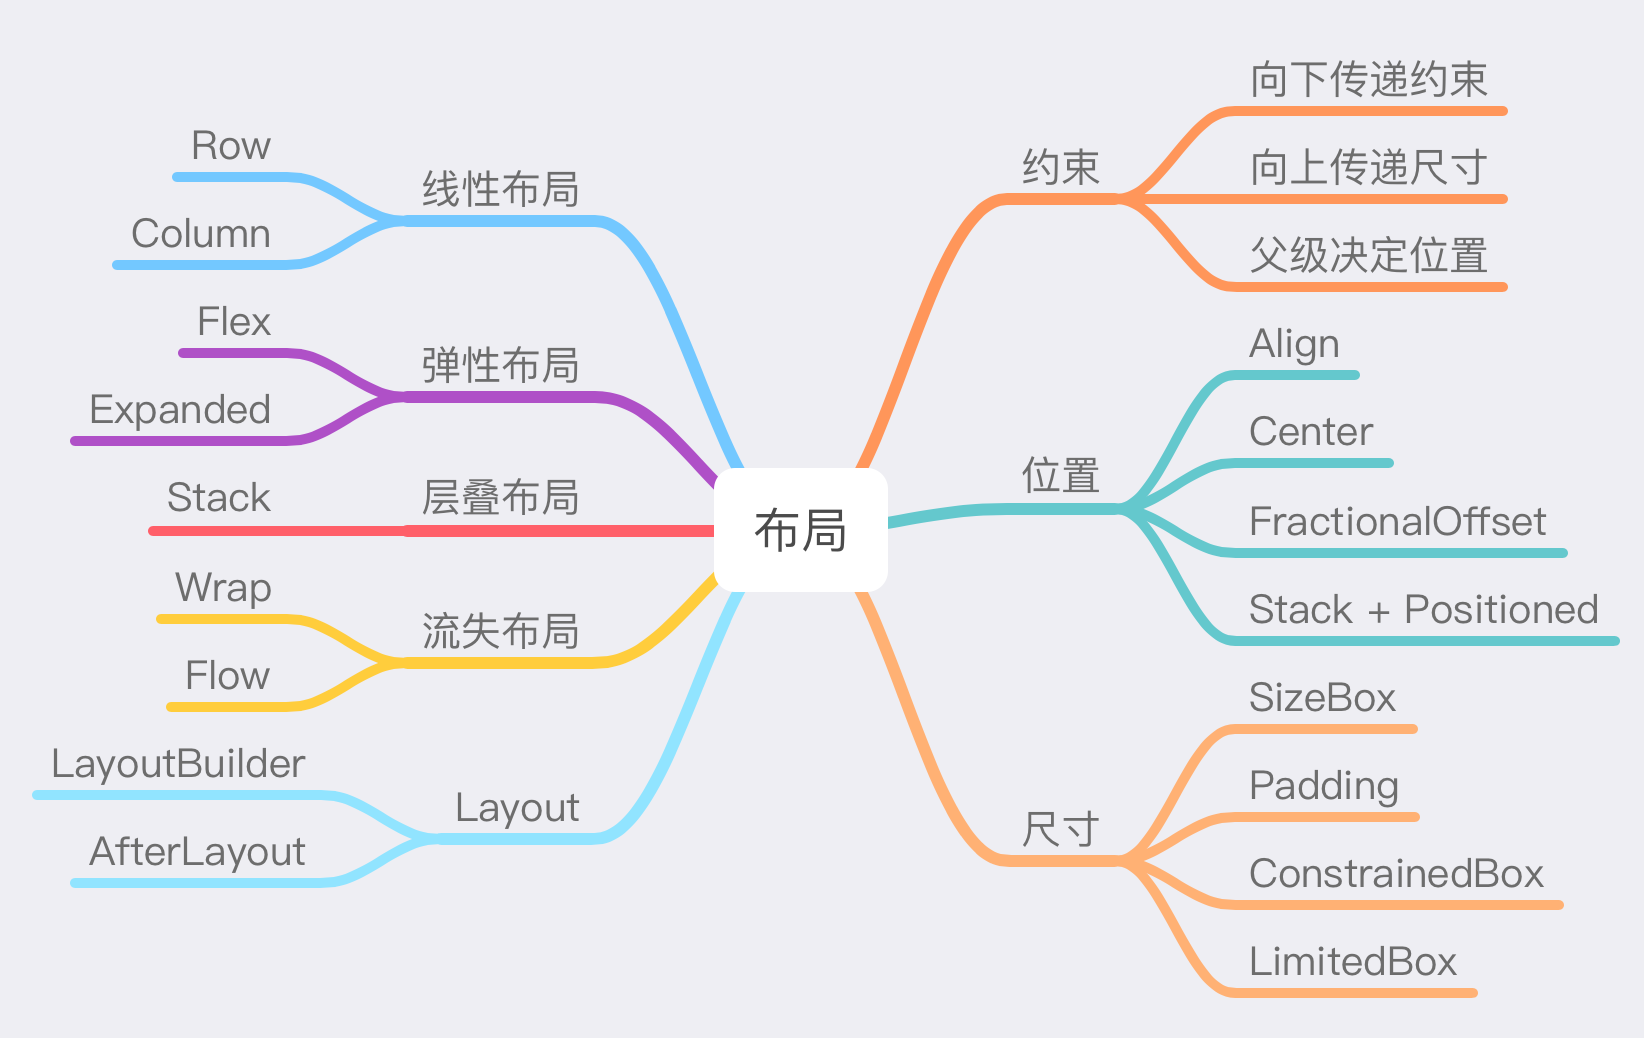 布局
约束
向下传递约束
向上传递尺寸
父级决定位置
位置
Align
Center
FractionalOffset
Stack + Positioned
尺寸
SizeBox
Padding
ConstrainedBox
LimitedBox
线性布局
Row
Column
弹性布局
Flex
Expanded
层叠布局
Stack
流失布局
Wrap
Flow
Layout
LayoutBuilder
AfterLayout